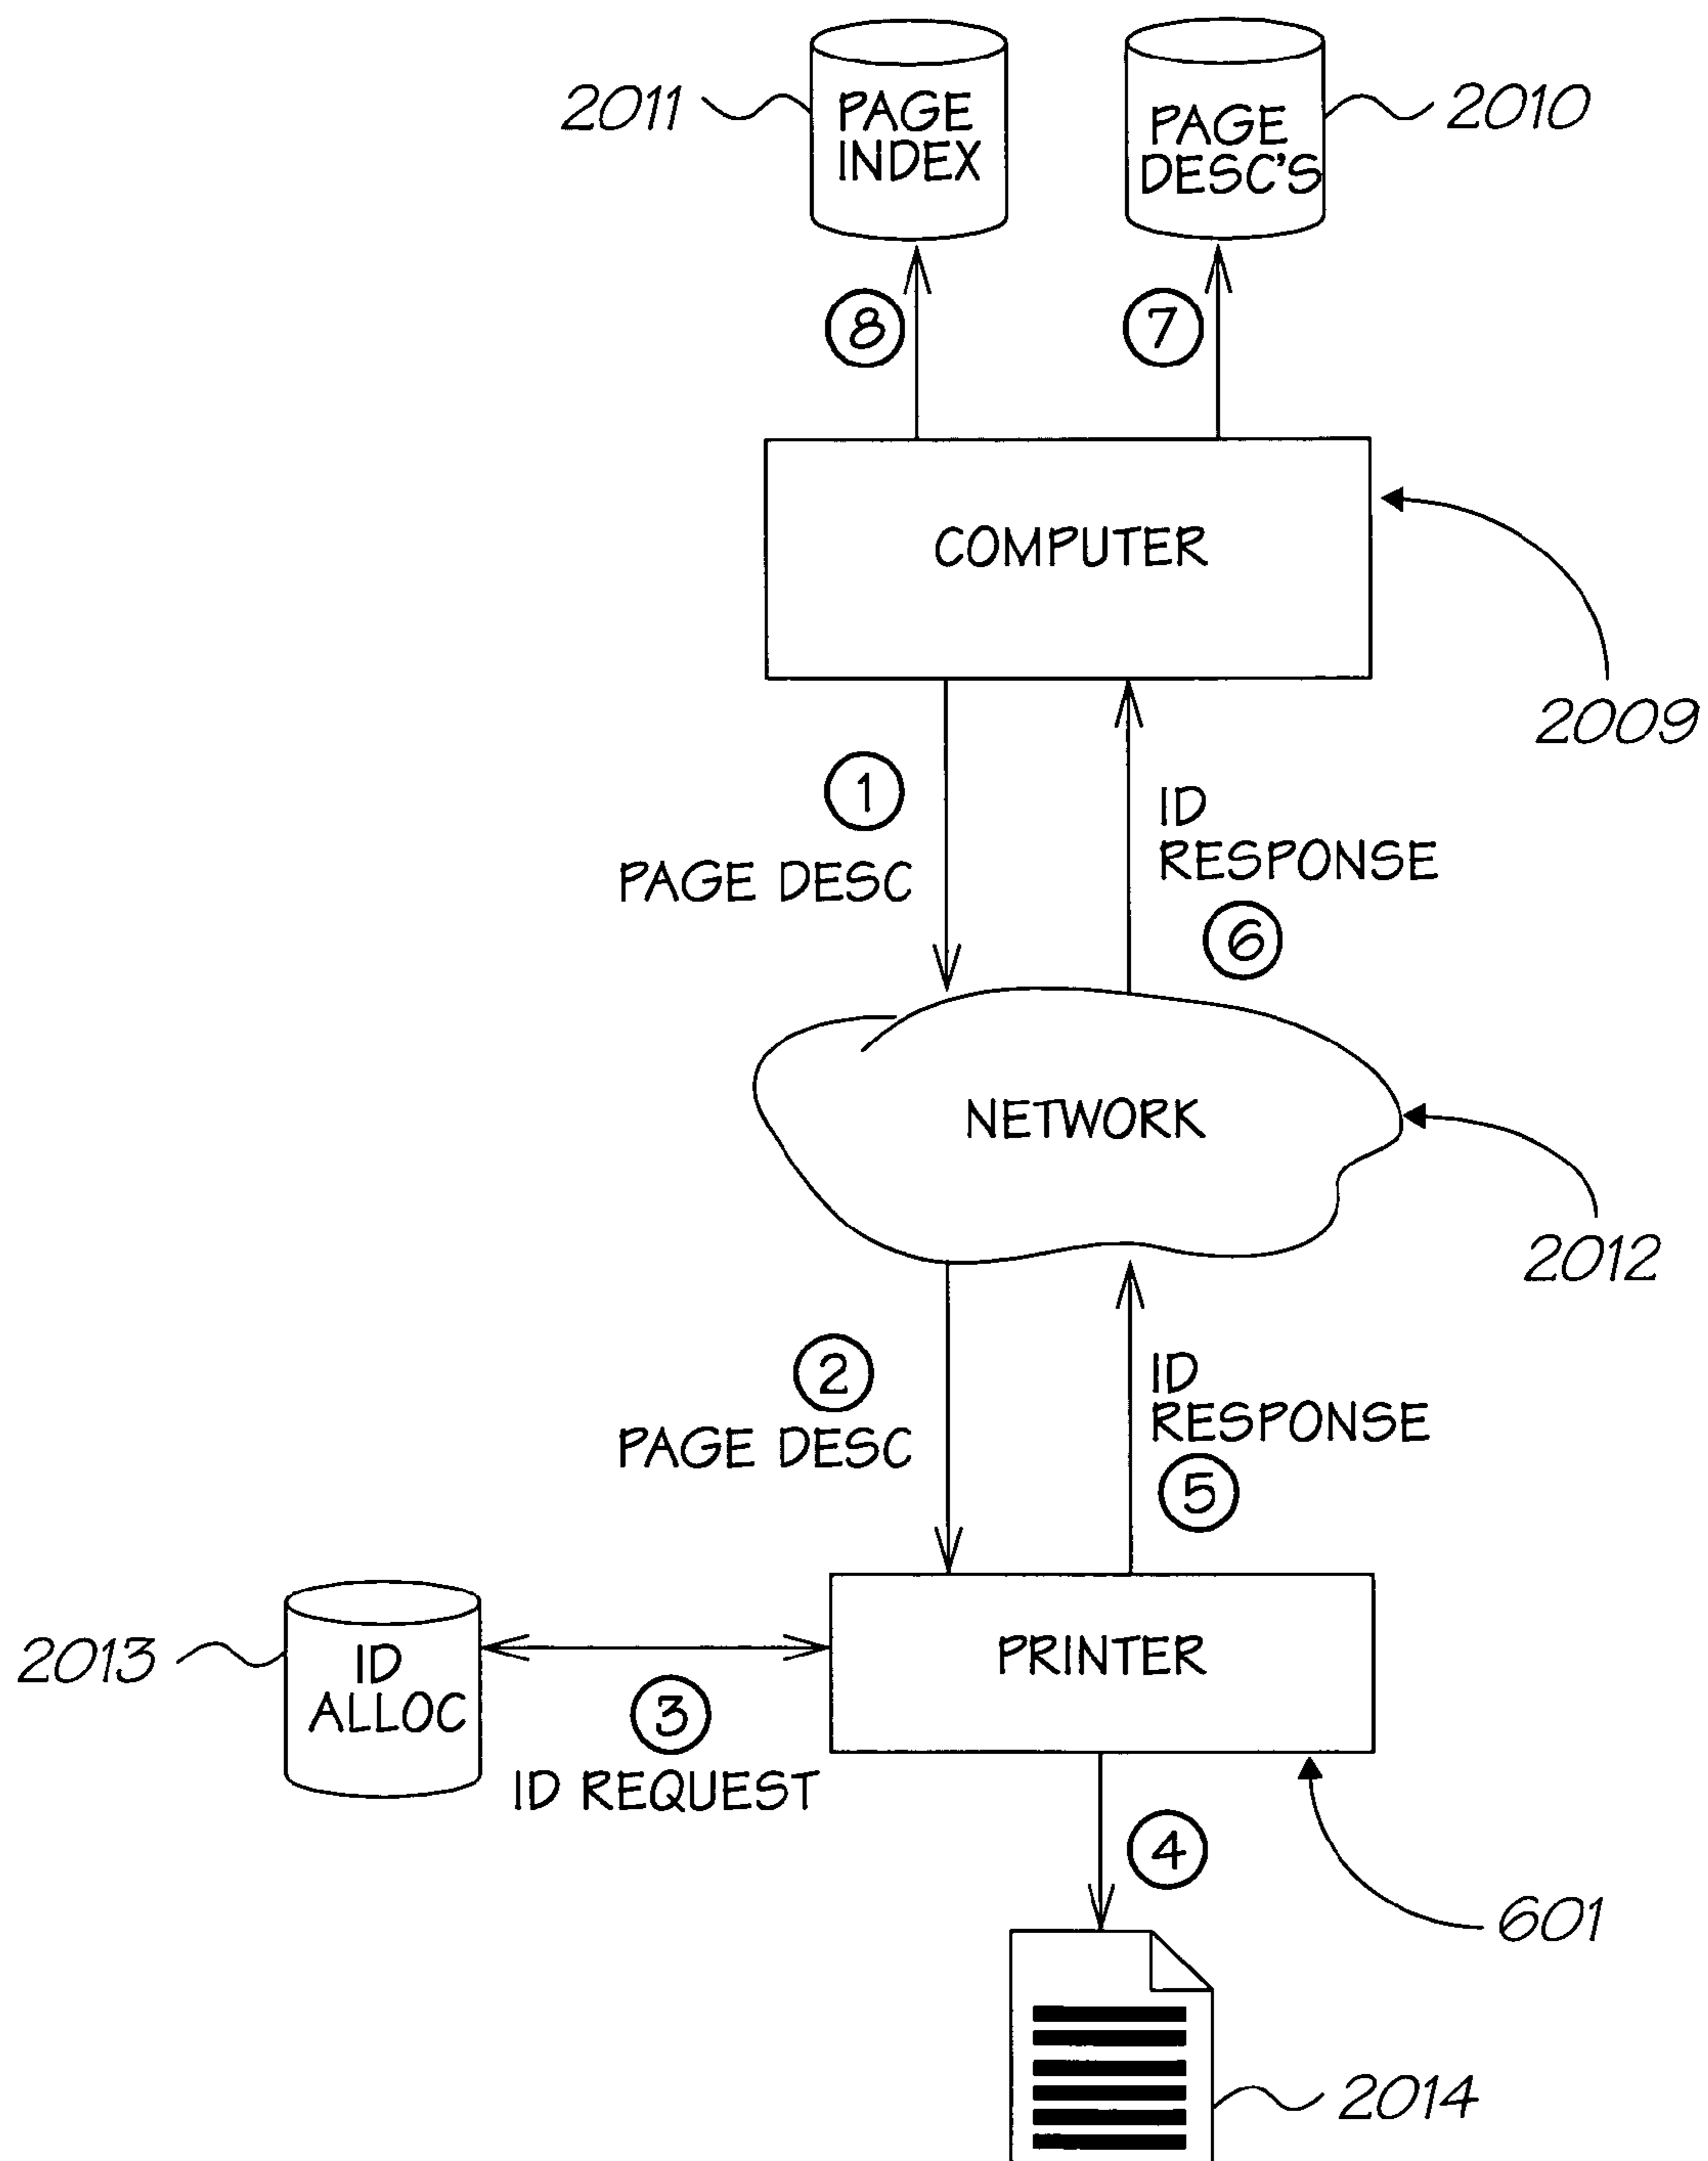 2011
PAGE
INDEX
PAGE
DESC'S
2010
8
7
COMPUTER
2009
1
PAGE DESC
ID
RESPONSE
6
NETWORK
2012
2
PAGE DESC
ID
RESPONSE
5
2013
ID
ALLOC
3
ID REQUEST
PRINTER
4
601
2014